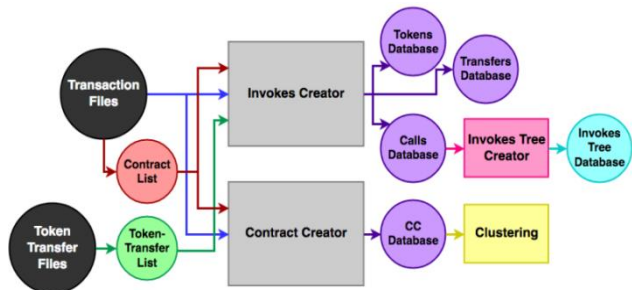 Transaction
Files
Contract
List
Token
Transfer
Files
Token-
Transfer
List
Invokes Creator
Contract Creator
Tokens
Database
Transfers
Database
Calls
Database
Invokes Tree
Creator
Invokes
Tree
Database
CC
Database
Clustering